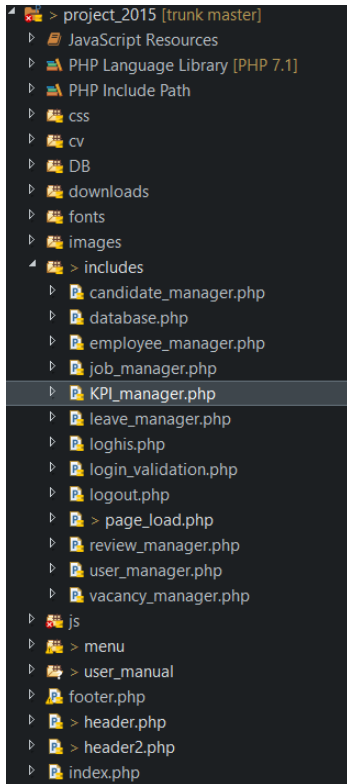 > project_2015 [trunk master]
JavaScript Resources
PHP Language Library [PHP 7.1]
PHP Include Path
css
cv
DB
downloads
fonts
images
> includes
candidate_manager.php
database.php
employee_manager.php
job_manager.php
KPI_manager.php
leave_manager.php
loghis.php
login_validation.php
logout.php
> page_load.php
review_manager.php
user_manager.php
vacancy_manager.php
js
> menu
> user_manual
footer.php
> header.php
> header2.php
index.php